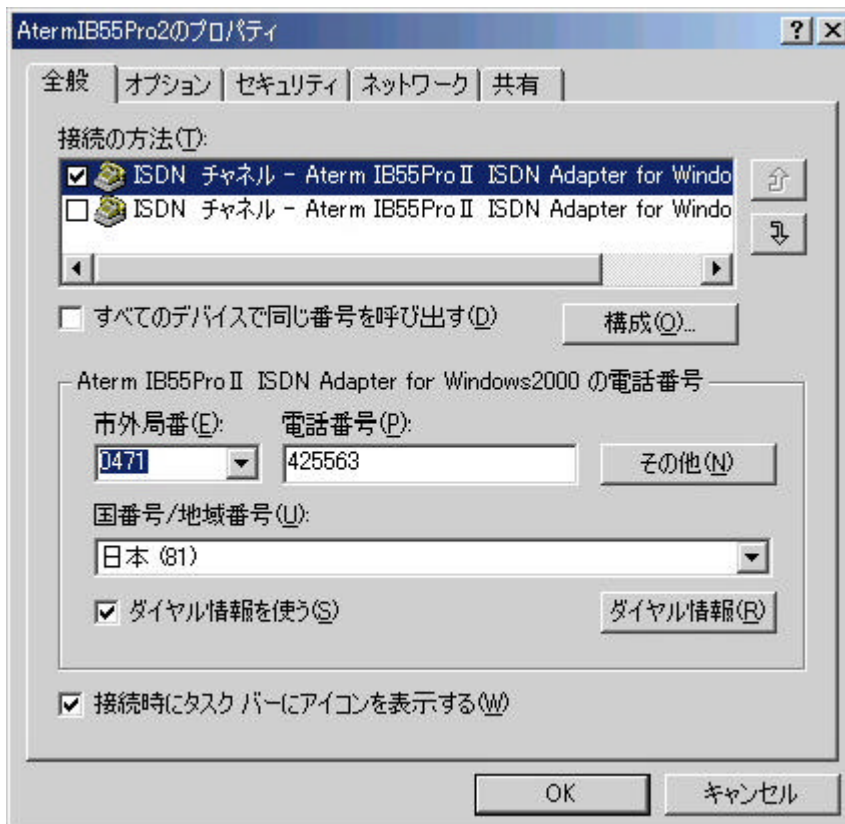 AtermIB55Pro2のプロパティ
全般 オプション セキュリティ ネットワーク 共有
接続の方法(T):
ISDN チャネル - Aterm IB55ProⅡ ISDN Adapter for Windo
ISDN チャネル - Aterm IB55ProⅡ ISDN Adapter for Windo
すべてのデバイスで同じ番号を呼び出す(D) 構成(O)...
Aterm IB55ProⅡ ISDN Adapter for Windows2000 の電話番号
市外局番(E): 電話番号(P):
0471 425563 その他(N)
国番号/地域番号(U):
日本 (81)
ダイヤル情報を使う(S) ダイヤル情報(R)
接続時にタスク バーにアイコンを表示する(W)
OK キャンセル